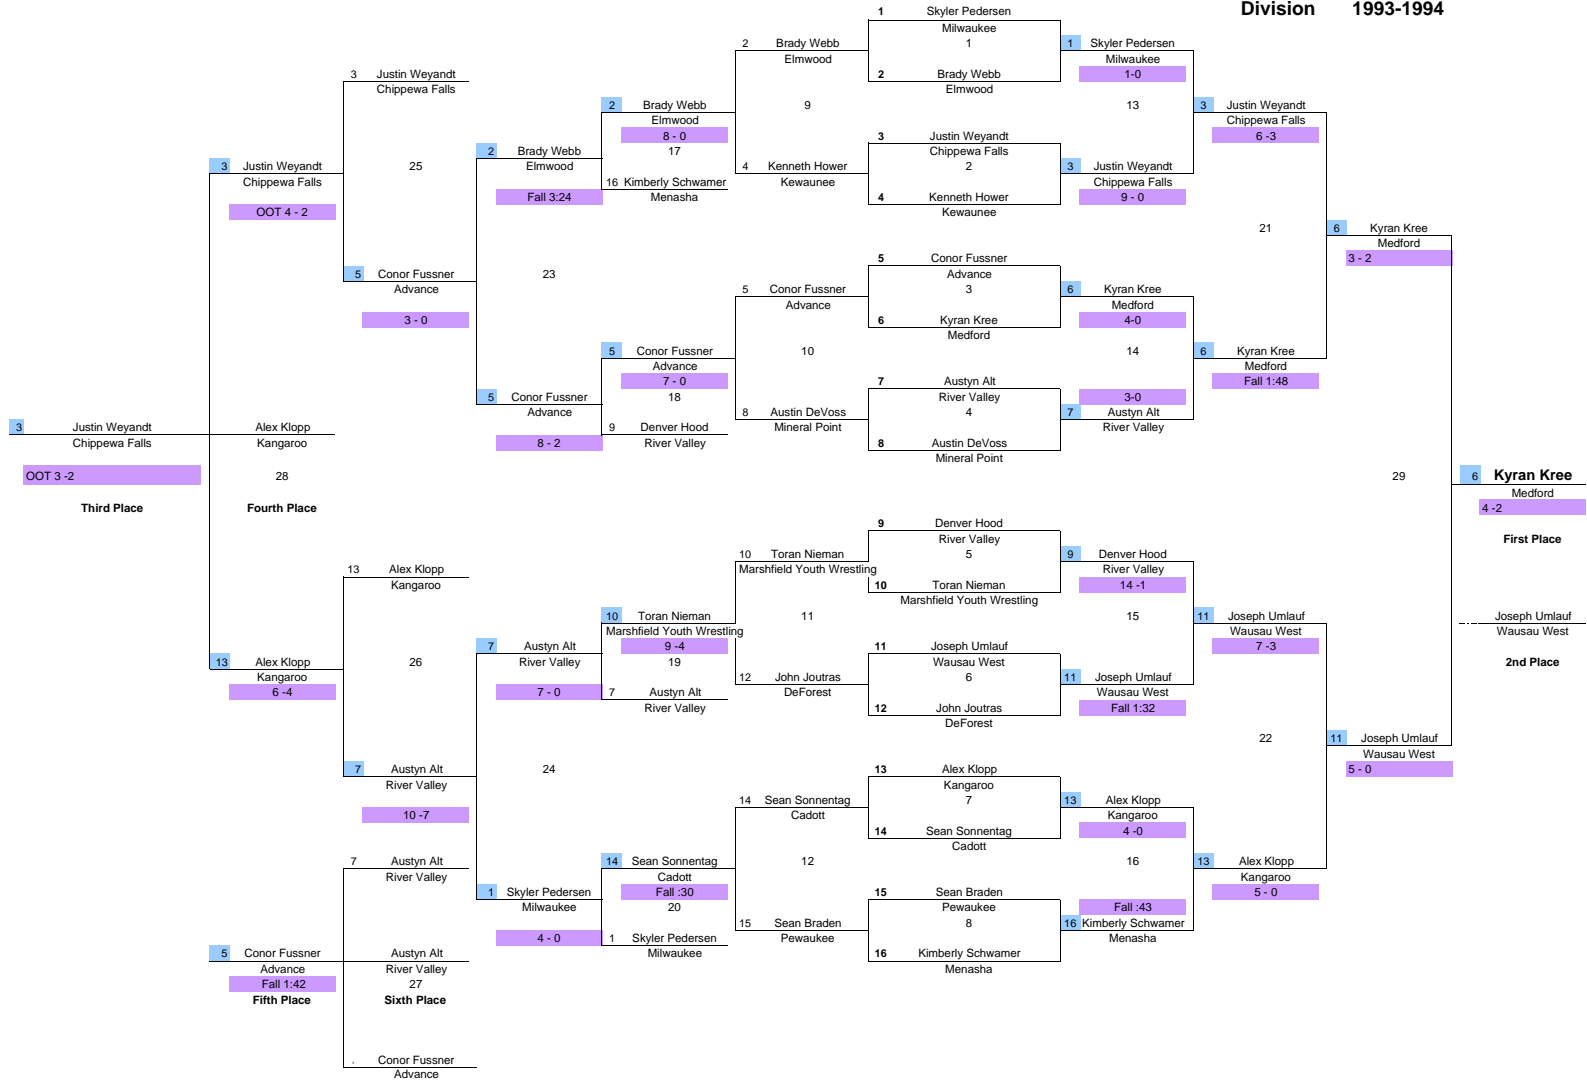 Division 1993-1994
1 Skyler Pedersen
Milwaukee
1
2 Brady Webb
Elmwood
3 Justin Weyandt
Chippewa Falls
2
4 Kenneth Hower
Kewaunee
5 Conor Fussner
Advance
3
6 Kyran Kree
Medford
7 Austyn Alt
River Valley
4
8 Austin DeVoss
Mineral Point
9 Denver Hood
River Valley
5
10 Toran Nieman
Marshfield Youth Wrestling
11 Joseph Umlauf
Wausau West
6
12 John Joutras
DeForest
13 Alex Klopp
Kangaroo
7
14 Sean Sonnentag
Cadott
15 Sean Braden
Pewaukee
8
16 Kimberly Schwamer
Menasha
1 Skyler Pedersen
Milwaukee
1-0
13
3 Justin Weyandt
Chippewa Falls
9 - 0
6 Kyran Kree
Medford
4-0
14
3-0
7 Austyn Alt
River Valley
9 Denver Hood
River Valley
14 -1
15
11 Joseph Umlauf
Wausau West
Fall 1:32
13 Alex Klopp
Kangaroo
4 -0
16
Fall :43
16 Kimberly Schwamer
Menasha
3 Justin Weyandt
Chippewa Falls
6 -3
21
6 Kyran Kree
Medford
Fall 1:48
11 Joseph Umlauf
Wausau West
7 -3
22
13 Alex Klopp
Kangaroo
5 - 0
6 Kyran Kree
Medford
3 - 2
29
11 Joseph Umlauf
Wausau West
5 - 0
6 Kyran Kree
Medford
4 -2
First Place
Joseph Umlauf
Wausau West
2nd Place
2 Brady Webb
Elmwood
9
4 Kenneth Hower
Kewaunee
5 Conor Fussner
Advance
10
8 Austin DeVoss
Mineral Point
10 Toran Nieman
Marshfield Youth Wrestling
11
12 John Joutras
DeForest
14 Sean Sonnentag
Cadott
12
15 Sean Braden
Pewaukee
2 Brady Webb
Elmwood
8 - 0
17
16 Kimberly Schwamer
Menasha
5 Conor Fussner
Advance
7 - 0
18
9 Denver Hood
River Valley
10 Toran Nieman
Marshfield Youth Wrestling
9 -4
19
7 Austyn Alt
River Valley
14 Sean Sonnentag
Cadott
Fall :30
20
1 Skyler Pedersen
Milwaukee
2 Brady Webb
Elmwood
Fall 3:24
23
5 Conor Fussner
Advance
8 - 2
7 Austyn Alt
River Valley
7 - 0
24
1 Skyler Pedersen
Milwaukee
4 - 0
3 Justin Weyandt
Chippewa Falls
25
5 Conor Fussner
Advance
3 - 0
13 Alex Klopp
Kangaroo
26
7 Austyn Alt
River Valley
10 -7
3 Justin Weyandt
Chippewa Falls
OOT 4 - 2
13 Alex Klopp
Kangaroo
6 -4
3 Justin Weyandt
Chippewa Falls
OOT 3 -2
Third Place
Alex Klopp
Kangaroo
28
Fourth Place
7 Austyn Alt
River Valley
5 Conor Fussner
Advance
Fall 1:42
Fifth Place
Austyn Alt
River Valley
27
Sixth Place
Conor Fussner
Advance